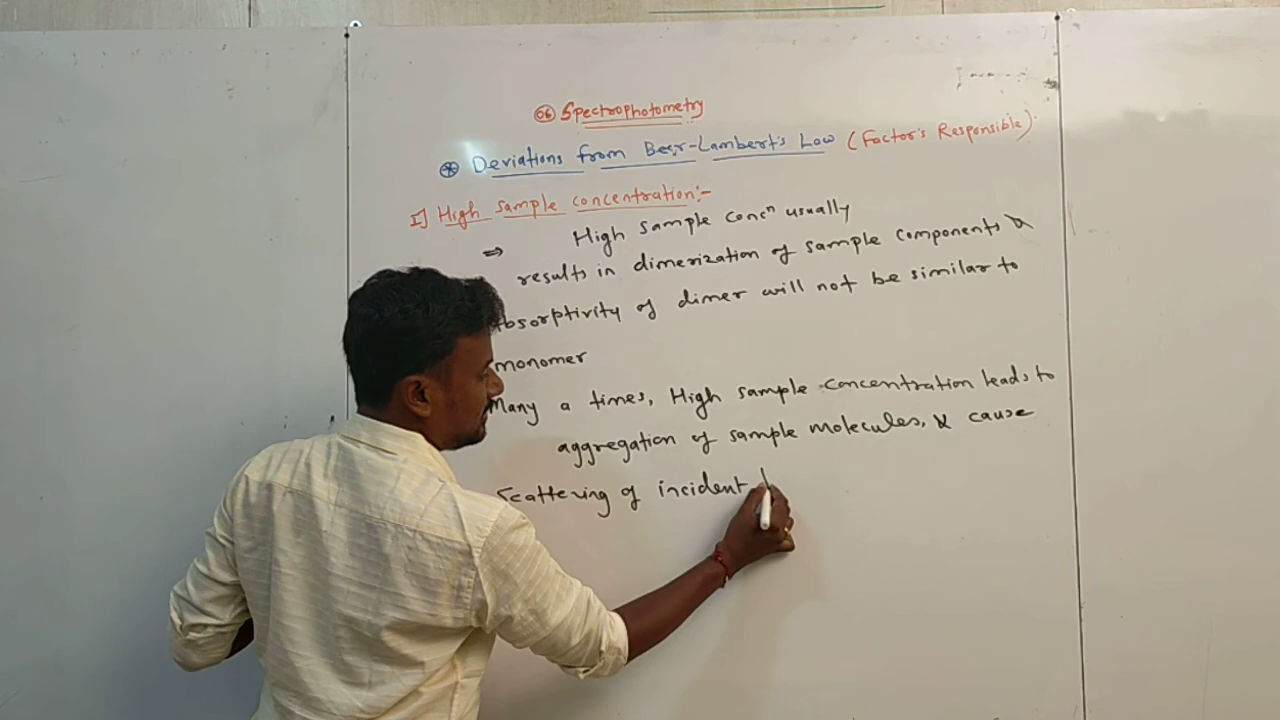 06 Spectrophotometry
Deviations from Beer-Lambert's Low (Factor's Responsible):
I] High sample concentration:-
⇒ High sample concⁿ usually
results in dimerization of sample components &
absorptivity of dimer will not be similar to
monomer
Many a times, High sample concentration leads to
aggregation of sample molecules, & cause
Scattering of incident l